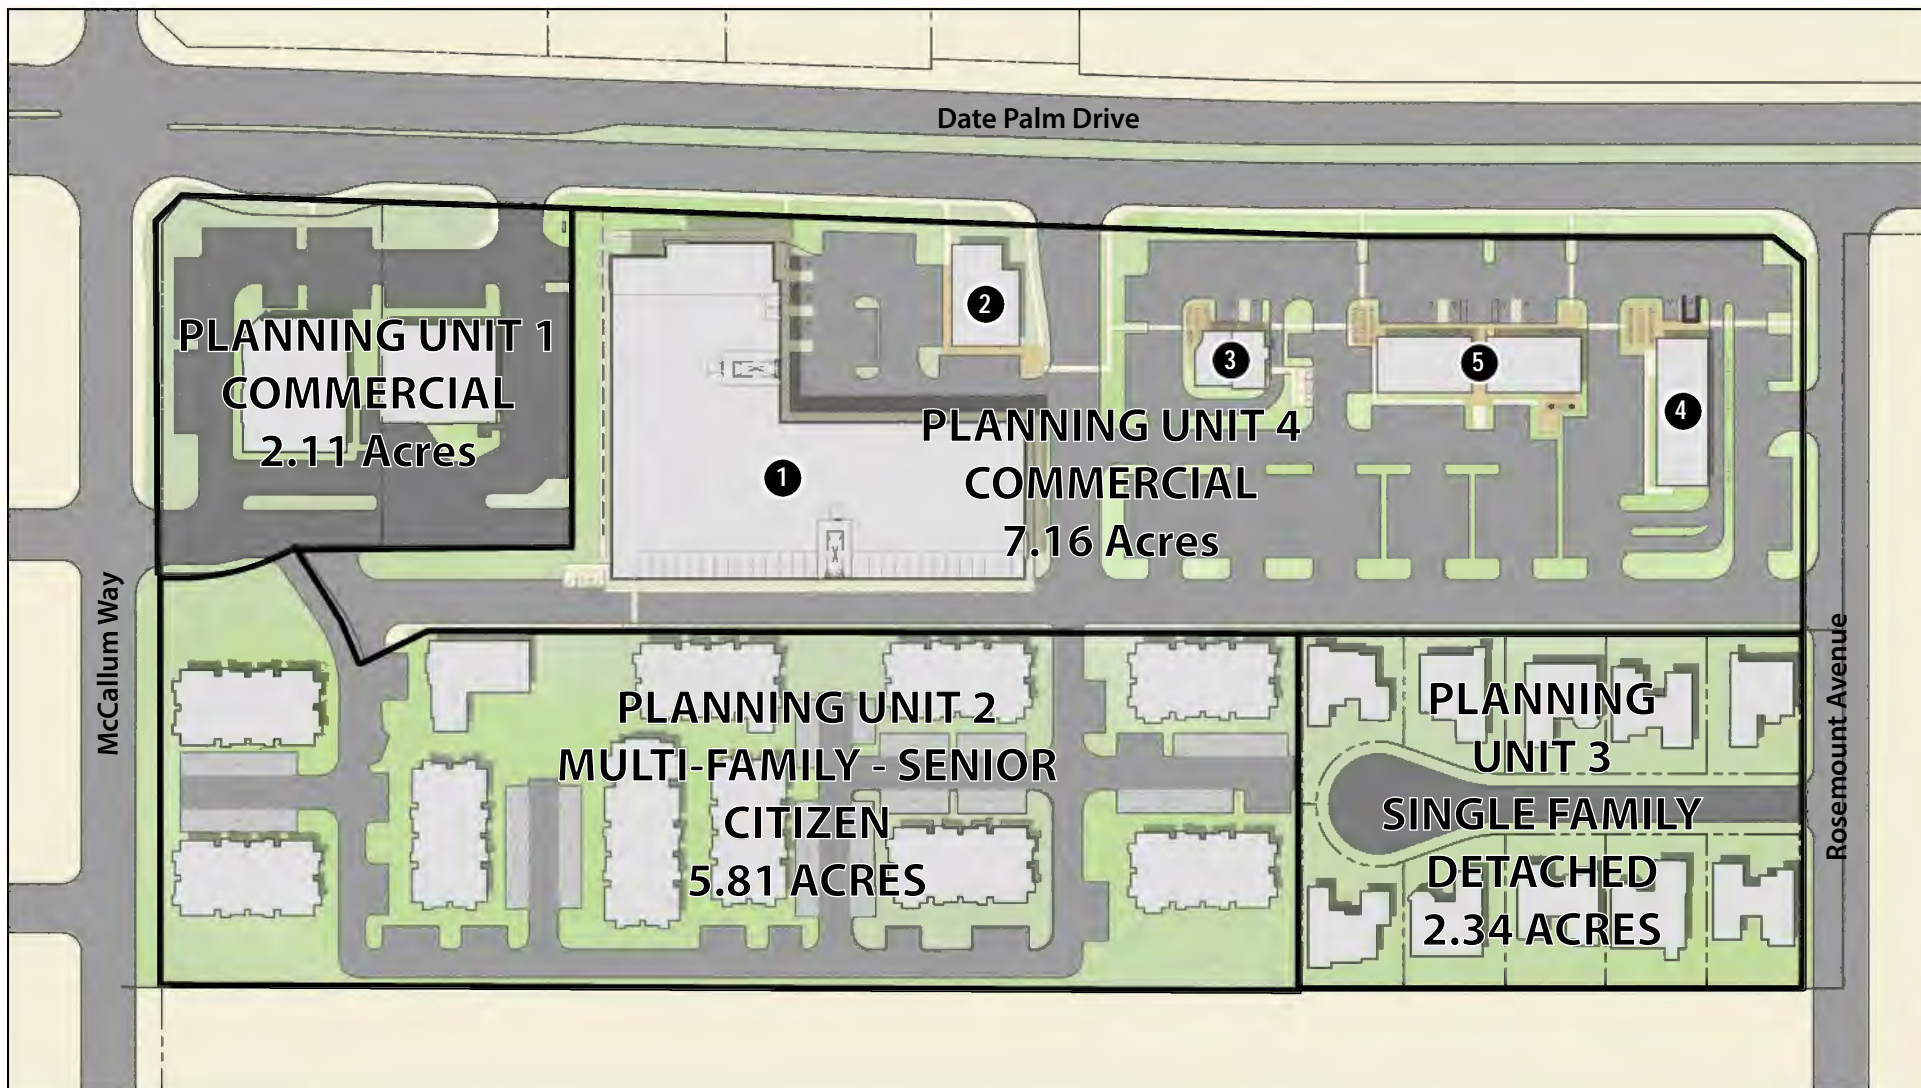 Date Palm Drive
PLANNING UNIT 1
COMMERCIAL
2.11 Acres
2
3
5
4
1
PLANNING UNIT 4
COMMERCIAL
7.16 Acres
McCallum Way
PLANNING UNIT 2
MULTI-FAMILY - SENIOR
CITIZEN
5.81 ACRES
PLANNING
UNIT 3
SINGLE FAMILY
DETACHED
2.34 ACRES
Rosemount Avenue